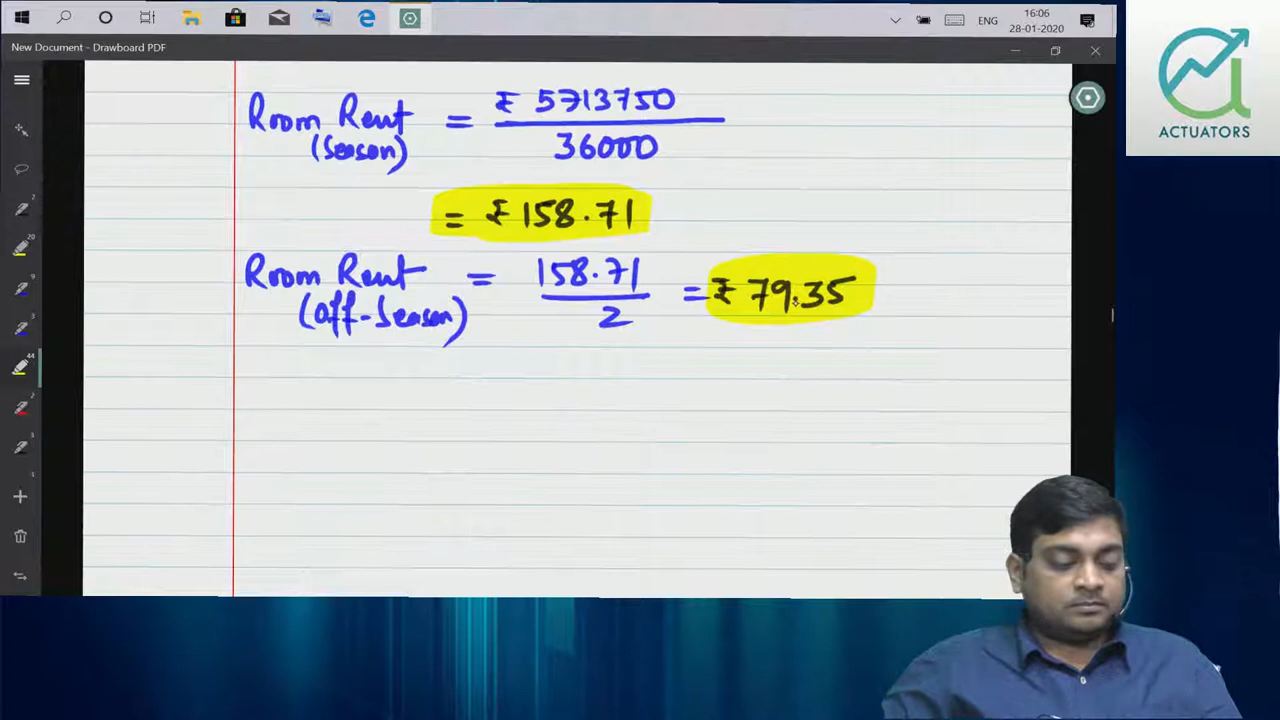 16:06
ENG
28-01-2020
New Document - Drawboard PDF
ACTUATORS
Room Rent = ₹ 5713750
(Season) 36000
= ₹ 158.71
Room Rent = 158.71 = ₹ 79.35
(Off-Season) 2